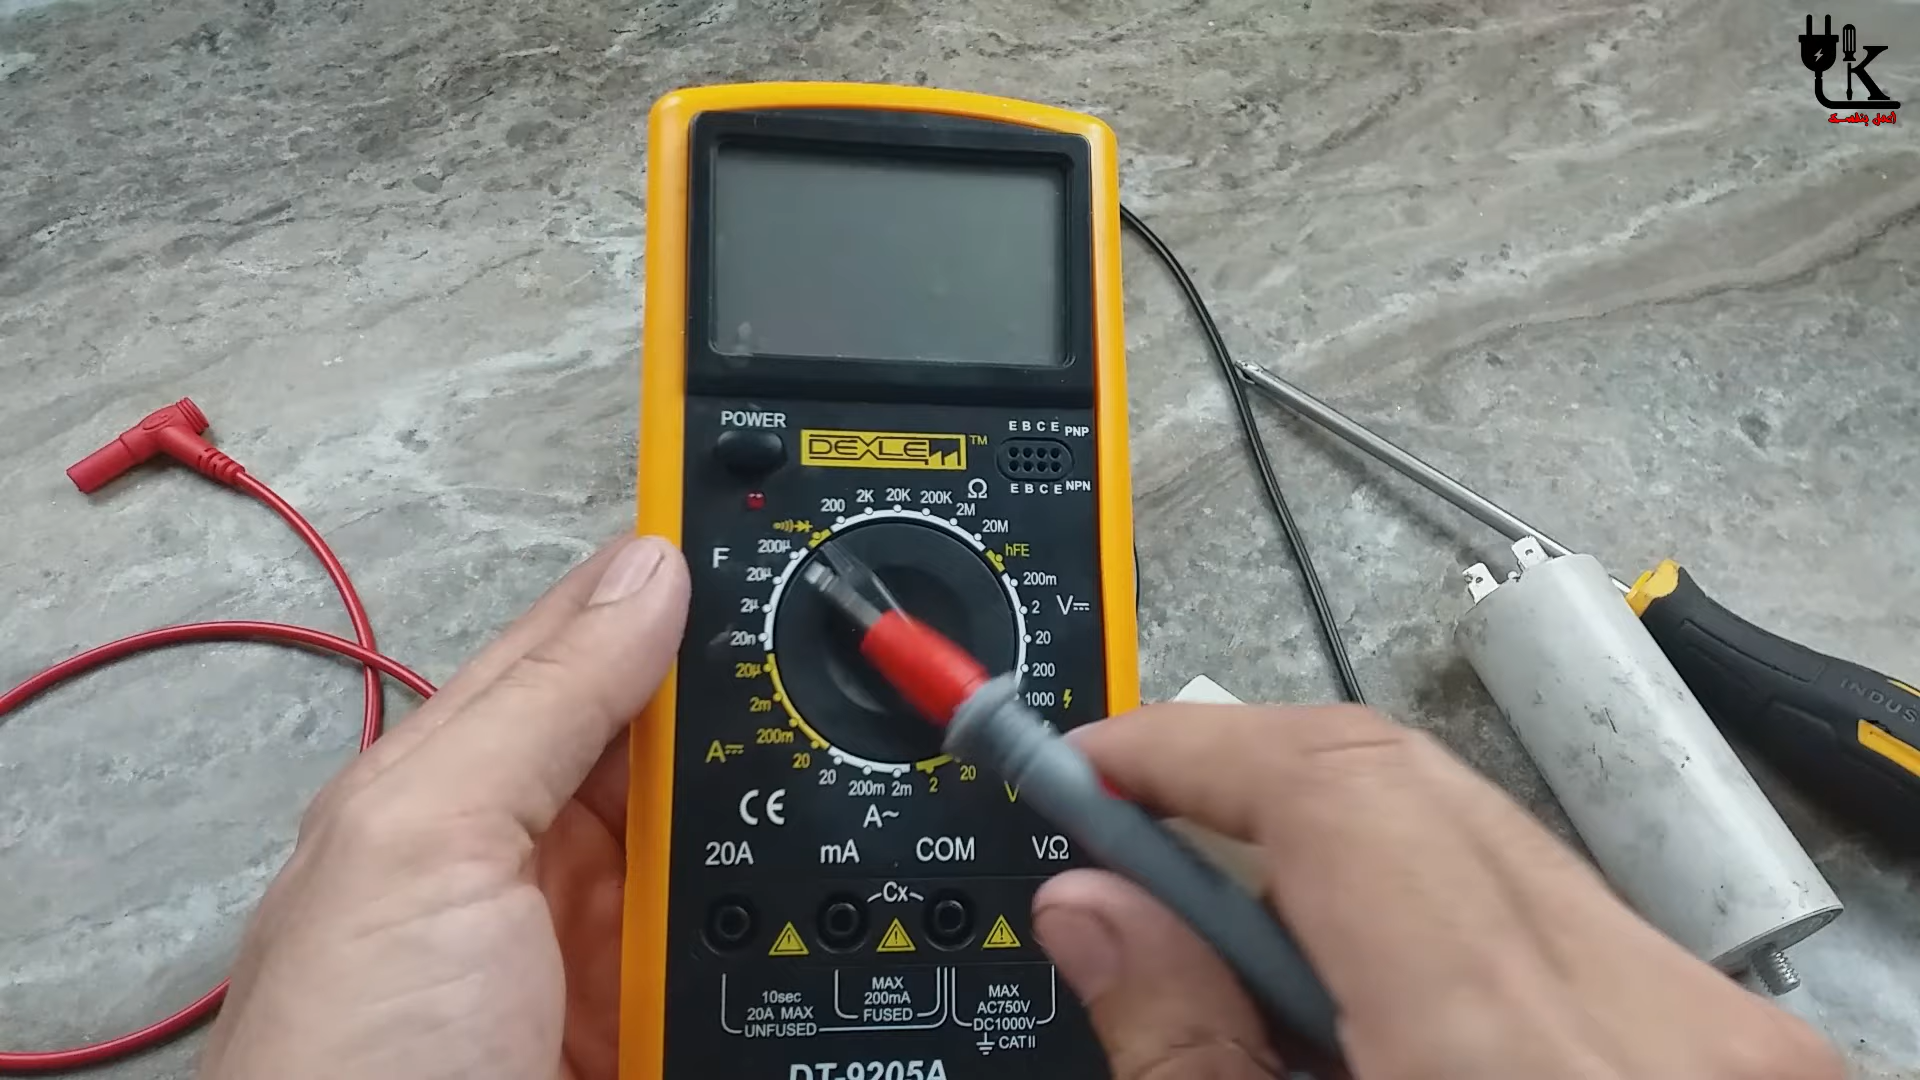 K
أعمل بنفسك
POWER
DEXLE
TM
E B C E PNP
E B C E NPN
200 2K 20K 200K Ω
2M
20M
hFE
F
200µ
20µ
2µ
20n
20µ
2m
200m
20
A
200m
2
20
200
1000
V
20 200m 2m 2 20
A~
V
CE
20A mA COM VΩ
Cx
10sec
20A MAX
UNFUSED
MAX
200mA
FUSED
MAX
AC750V
DC1000V
CAT II
DT-9205A
INDUS